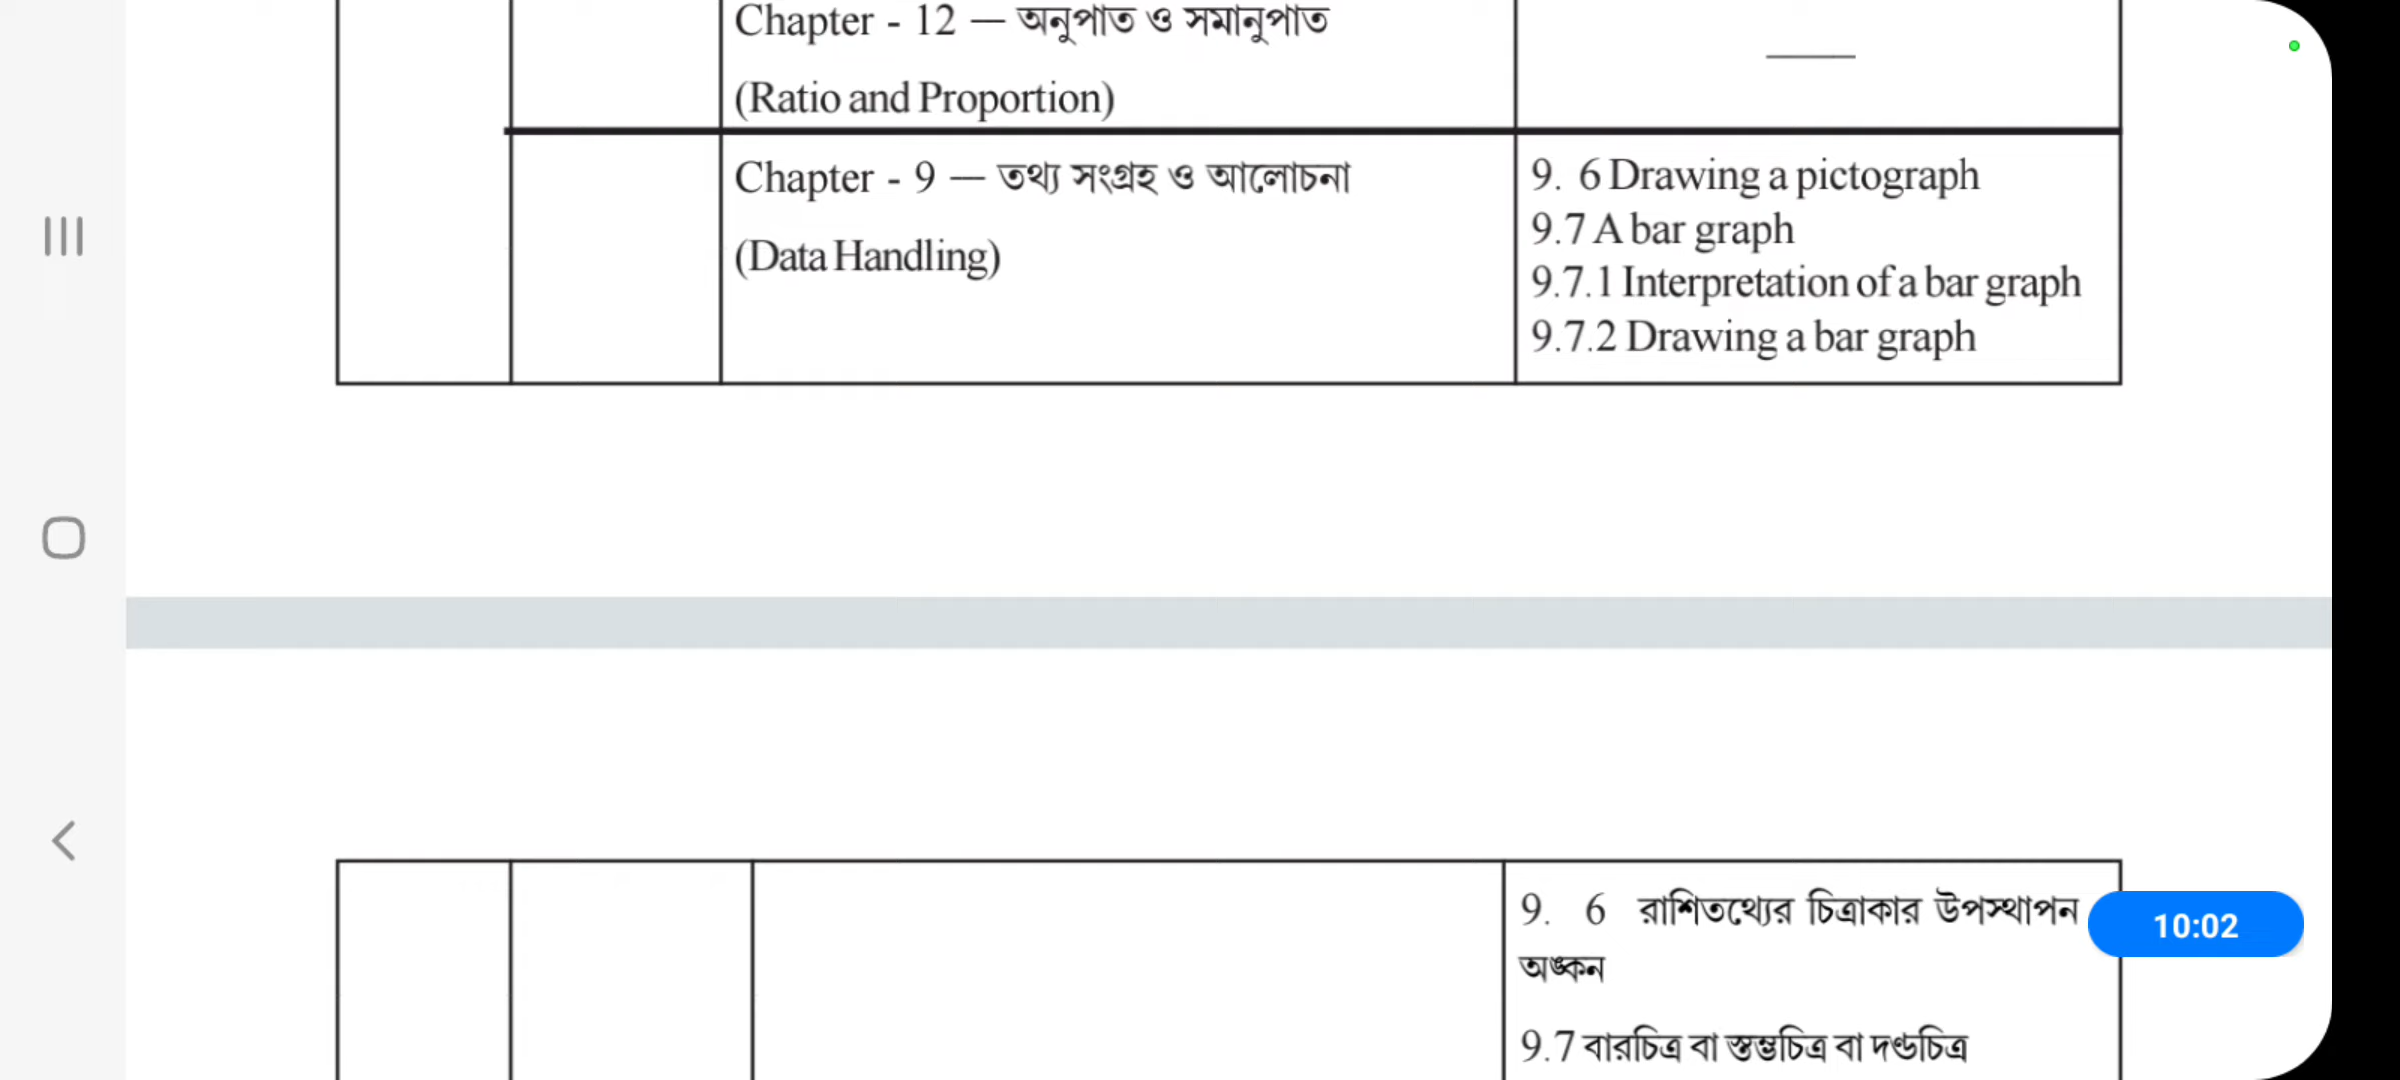 Chapter - 12 — অনুপাত ও সমানুপাত
(Ratio and Proportion)
Chapter - 9 — তথ্য সংগ্রহ ও আলোচনা
(Data Handling)
9. 6 Drawing a pictograph
9.7 A bar graph
9.7.1 Interpretation of a bar graph
9.7.2 Drawing a bar graph
9. 6 রাশিতথ্যের চিত্রাকার উপস্থাপন
অঙ্কন
9.7 বারচিত্র বা স্তম্ভচিত্র বা দণ্ডচিত্র
10:02